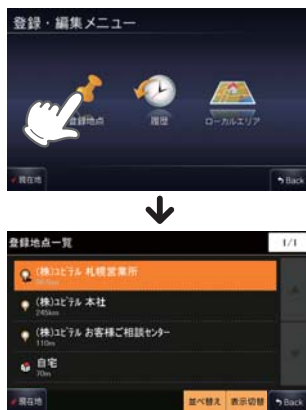 登録・編集メニュー
登録地点
履歴
ローカルエリア
現在地
Back
登録地点一覧
1/1
(株)ユピテル 札幌営業所
(株)ユピテル 本社
245km
(株)ユピテル お客様ご相談センター
110m
自宅
70m
現在地
並べ替え
表示切替
Back